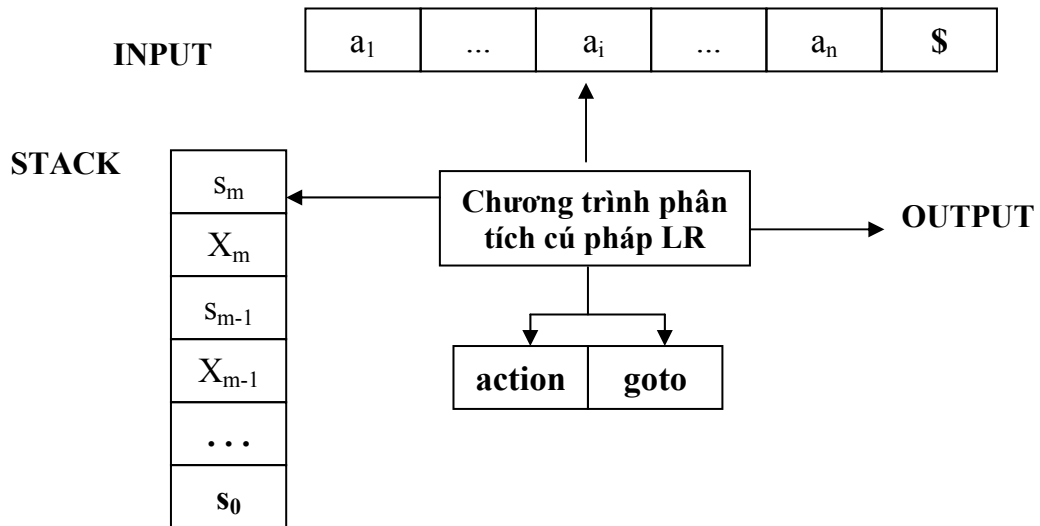 INPUT a₁ ... aᵢ ... aₙ $
STACK
sₘ
Chương trình phân
tích cú pháp LR
OUTPUT
Xₘ
sₘ₋₁
Xₘ₋₁
action goto
. . .
s₀